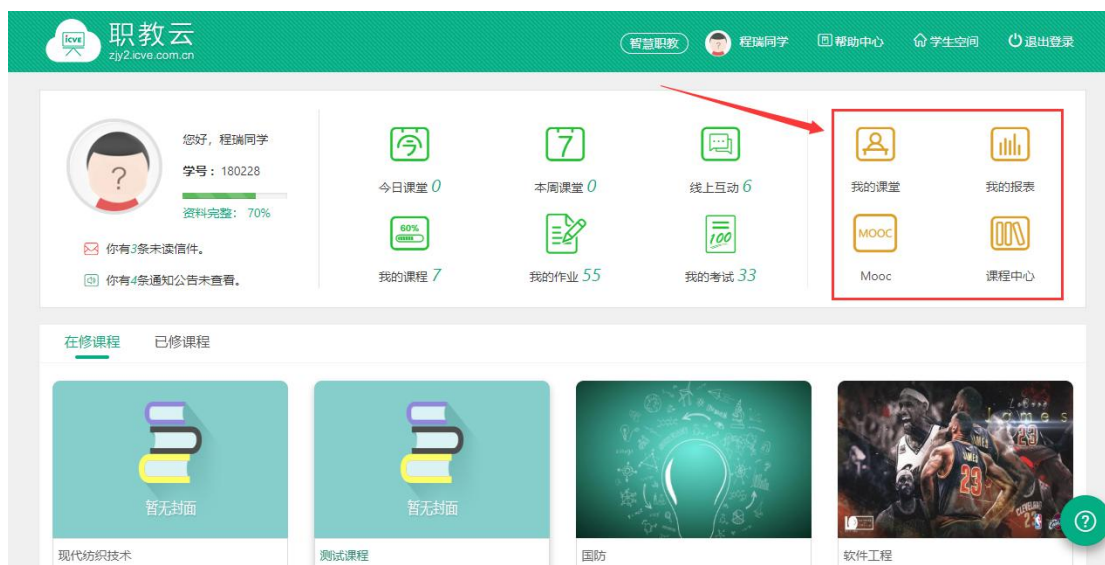 icve 职教云
zjy2.icve.com.cn
智慧职教 程瑞同学 帮助中心 学生空间 退出登录
您好，程瑞同学
学号：180228
资料完整： 70%
你有3条未读信件。
你有4条通知公告未查看。
今 7
今日课堂 0 本周课堂 0 线上互动 6
60% 100
我的课程 7 我的作业 55 我的考试 33
我的课堂 我的报表
MOOC
Mooc 课程中心
在修课程 已修课程
暂无封面 暂无封面
LeBron
James
23
现代纺织技术 测试课程 国防 软件工程